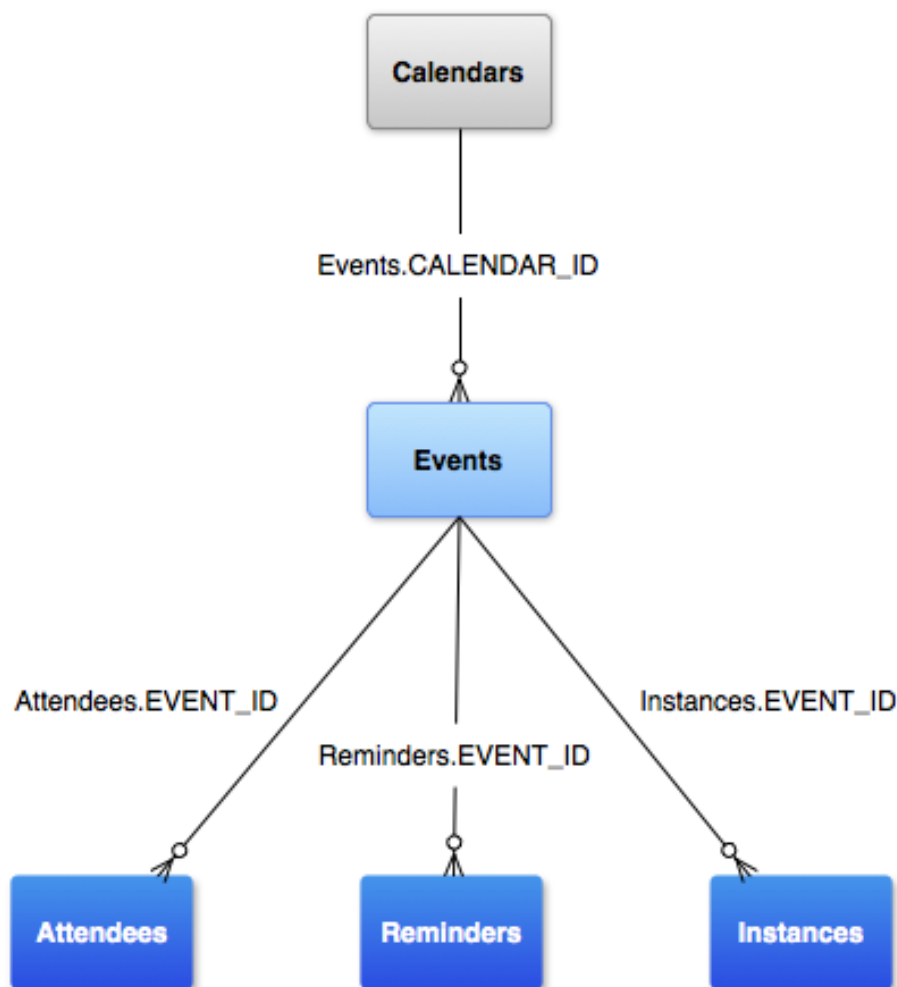 Calendars
Events.CALENDAR_ID
Events
Attendees.EVENT_ID
Instances.EVENT_ID
Reminders.EVENT_ID
Attendees
Reminders
Instances